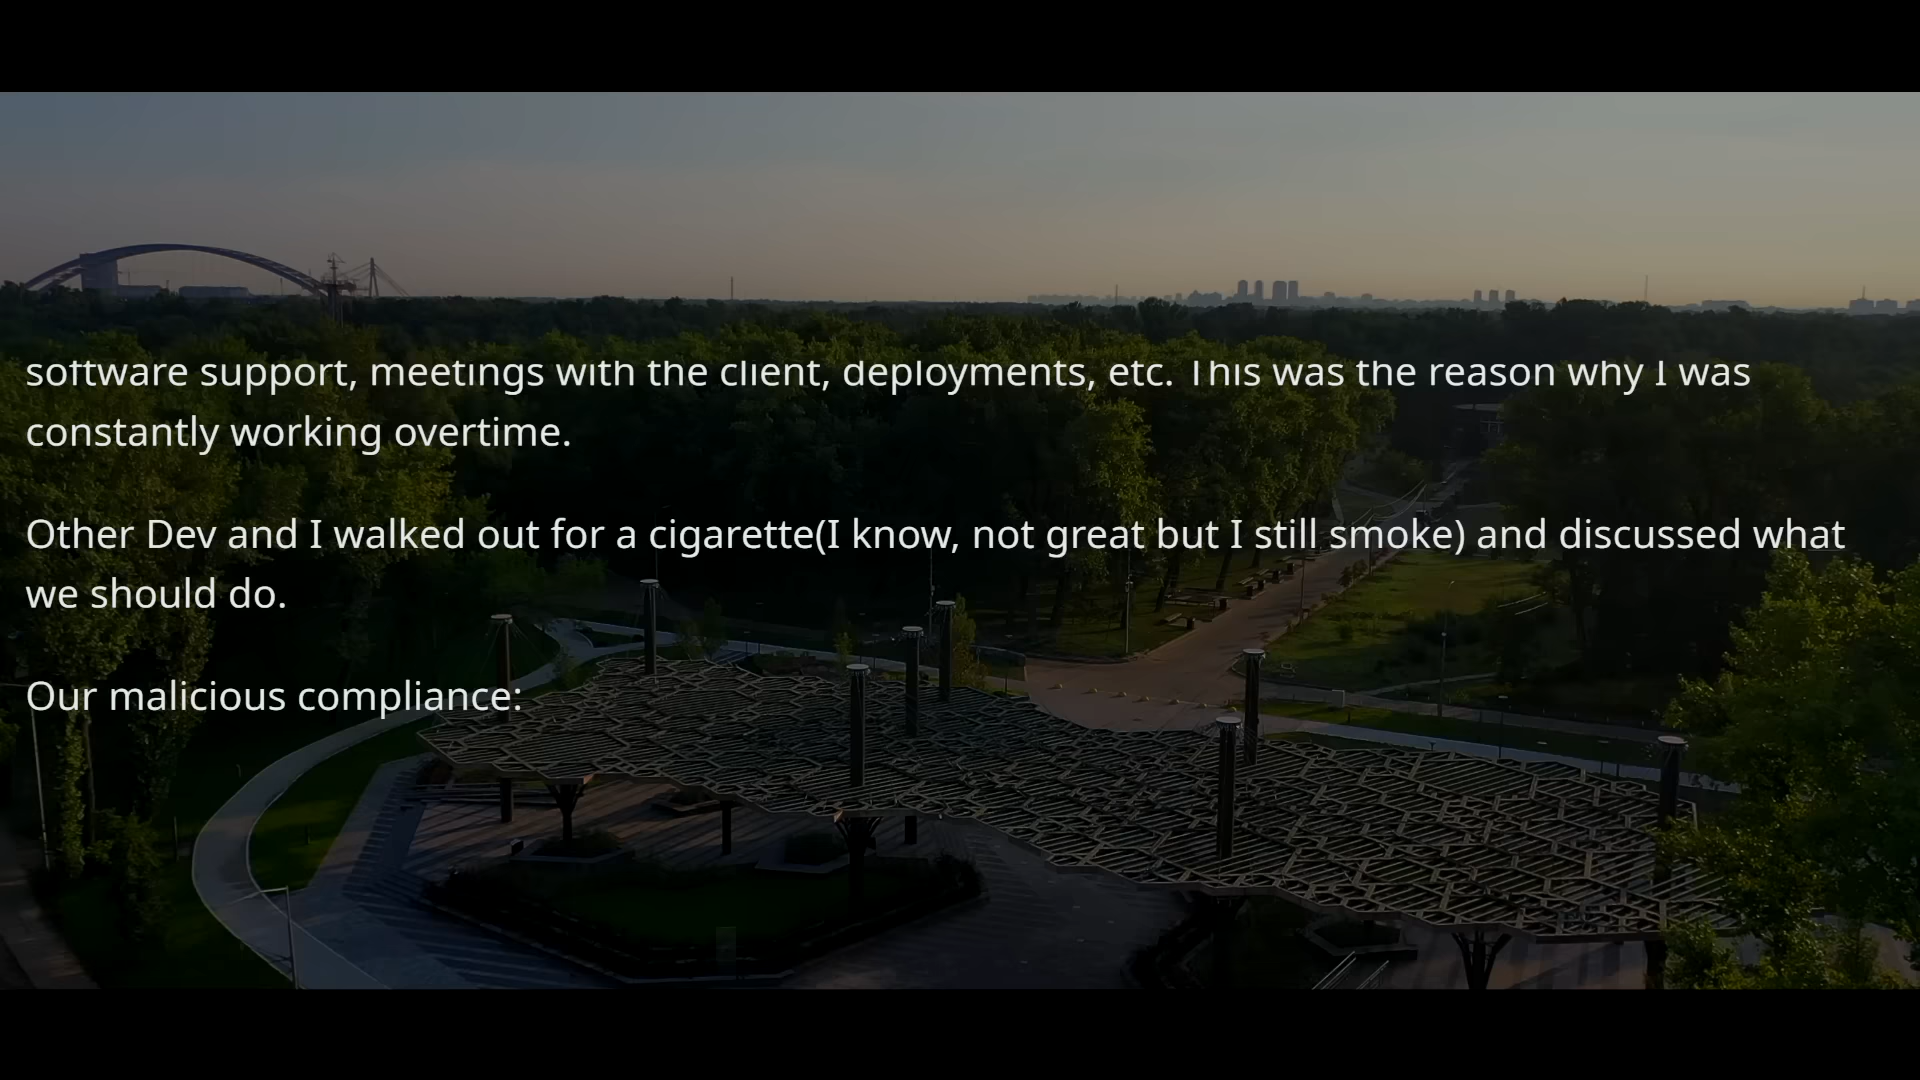 software support, meetings with the client, deployments, etc. This was the reason why I was
constantly working overtime.
Other Dev and I walked out for a cigarette(I know, not great but I still smoke) and discussed what
we should do.
Our malicious compliance: